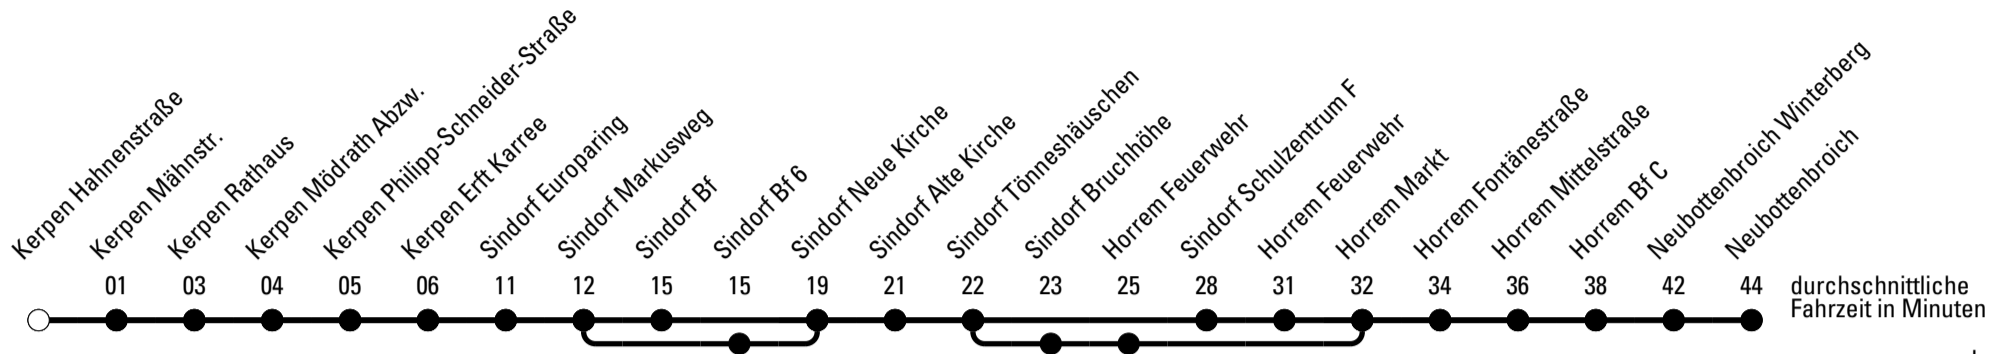 Kerpen Hahnenstraße
Kerpen Mähnstr.
Kerpen Rathaus
Kerpen Mödrath Abzw.
Kerpen Philipp-Schneider-Straße
Kerpen Erft Karree
Sindorf Europaring
Sindorf Markusweg
Sindorf Bf
Sindorf Bf 6
Sindorf Neue Kirche
Sindorf Alte Kirche
Sindorf Tönneshäuschen
Sindorf Bruchhöhe
Horrem Feuerwehr
Sindorf Schulzentrum F
Horrem Feuerwehr
Horrem Markt
Horrem Fontänestraße
Horrem Mittelstraße
Horrem Bf C
Neubottenbroich Winterberg
Neubottenbroich
01 03 04 05 06 11 12 15 15 19 21 22 23 25 28 31 32 34 36 38 42 44
durchschnittliche
Fahrzeit in Minuten